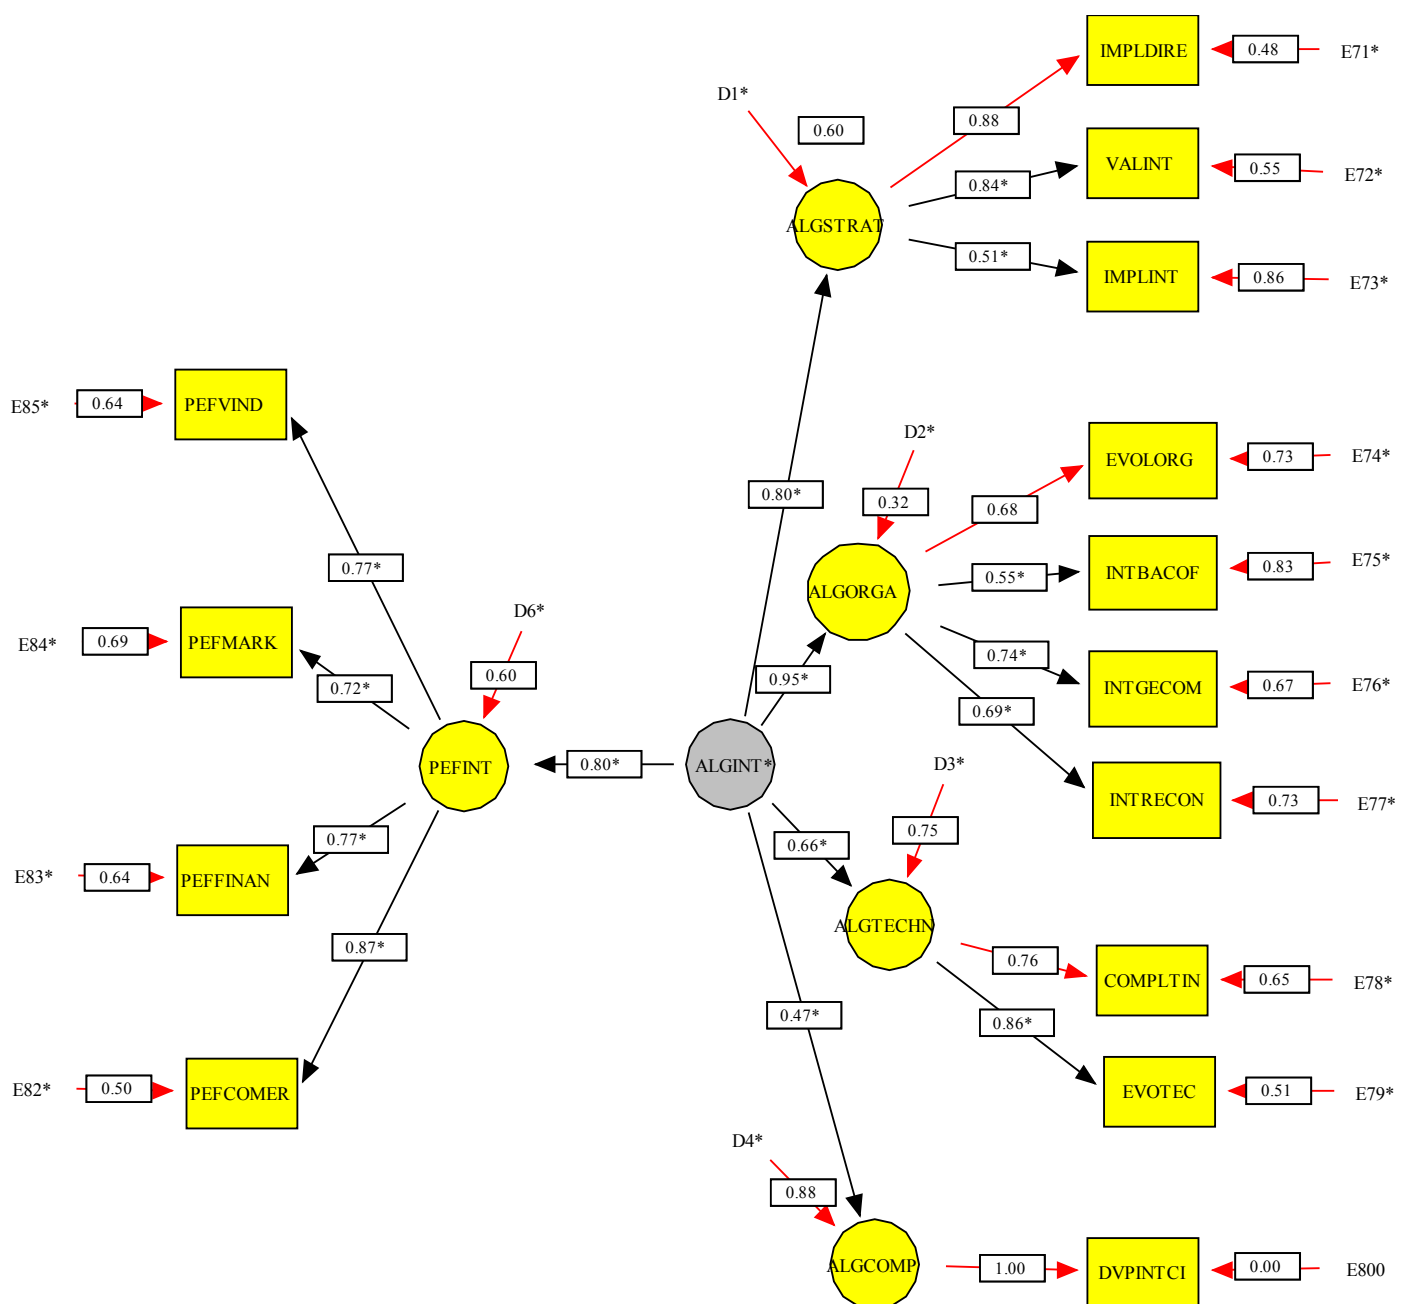 IMPLDIRE
0.48
E71*
D1*
0.60
0.88
VALINT
0.55
E72*
0.84*
ALGSTRAT
0.51*
IMPLINT
0.86
E73*
E85*
0.64
PEFVIND
D2*
EVOLORG
0.73
E74*
0.80*
0.32
0.68
0.77*
INTBACOF
0.83
E75*
0.55*
ALGORGA
D6*
E84*
0.69
PEFMARK
0.74*
INTGECOM
0.67
E76*
0.72*
0.60
0.95*
0.69*
PEFINT
0.80*
ALGINT*
D3*
INTRECON
0.73
E77*
0.77*
0.66*
0.75
E83*
0.64
PEFFINAN
ALGTECHN
0.87*
0.76
COMPLTIN
0.65
E78*
0.47*
0.86*
E82*
0.50
PEFCOMER
EVOTEC
0.51
E79*
D4*
0.88
ALGCOMP
1.00
DVPINTCI
0.00
E800